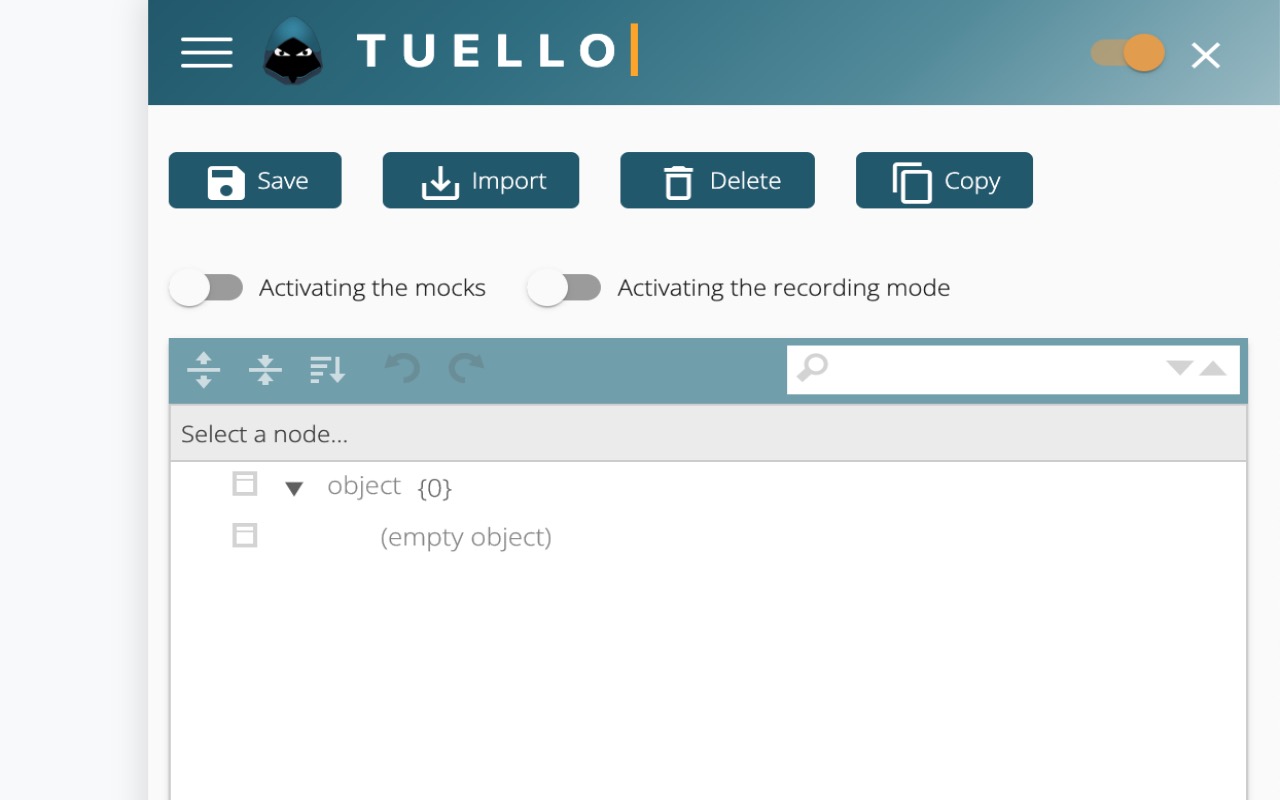 TUELLO
Save Import Delete Copy
Activating the mocks Activating the recording mode
Select a node...
object {0}
(empty object)